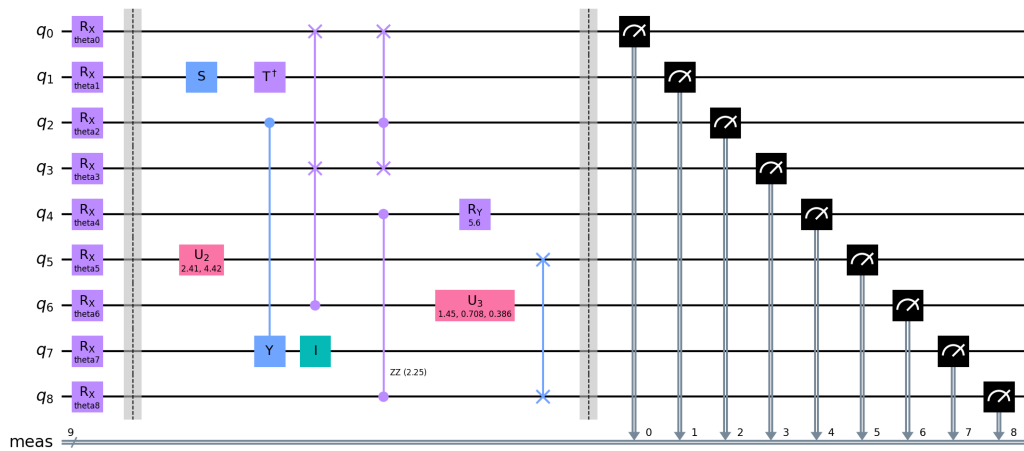 q0 RX theta0
q1 RX theta1 S T†
q2 RX theta2
q3 RX theta3
q4 RX theta4 RY 5.6
q5 RX theta5 U2 2.41, 4.42
q6 RX theta6 U3 1.45, 0.708, 0.386
q7 RX theta7 Y I
ZZ (2.25)
q8 RX theta8
meas 9 0 1 2 3 4 5 6 7 8